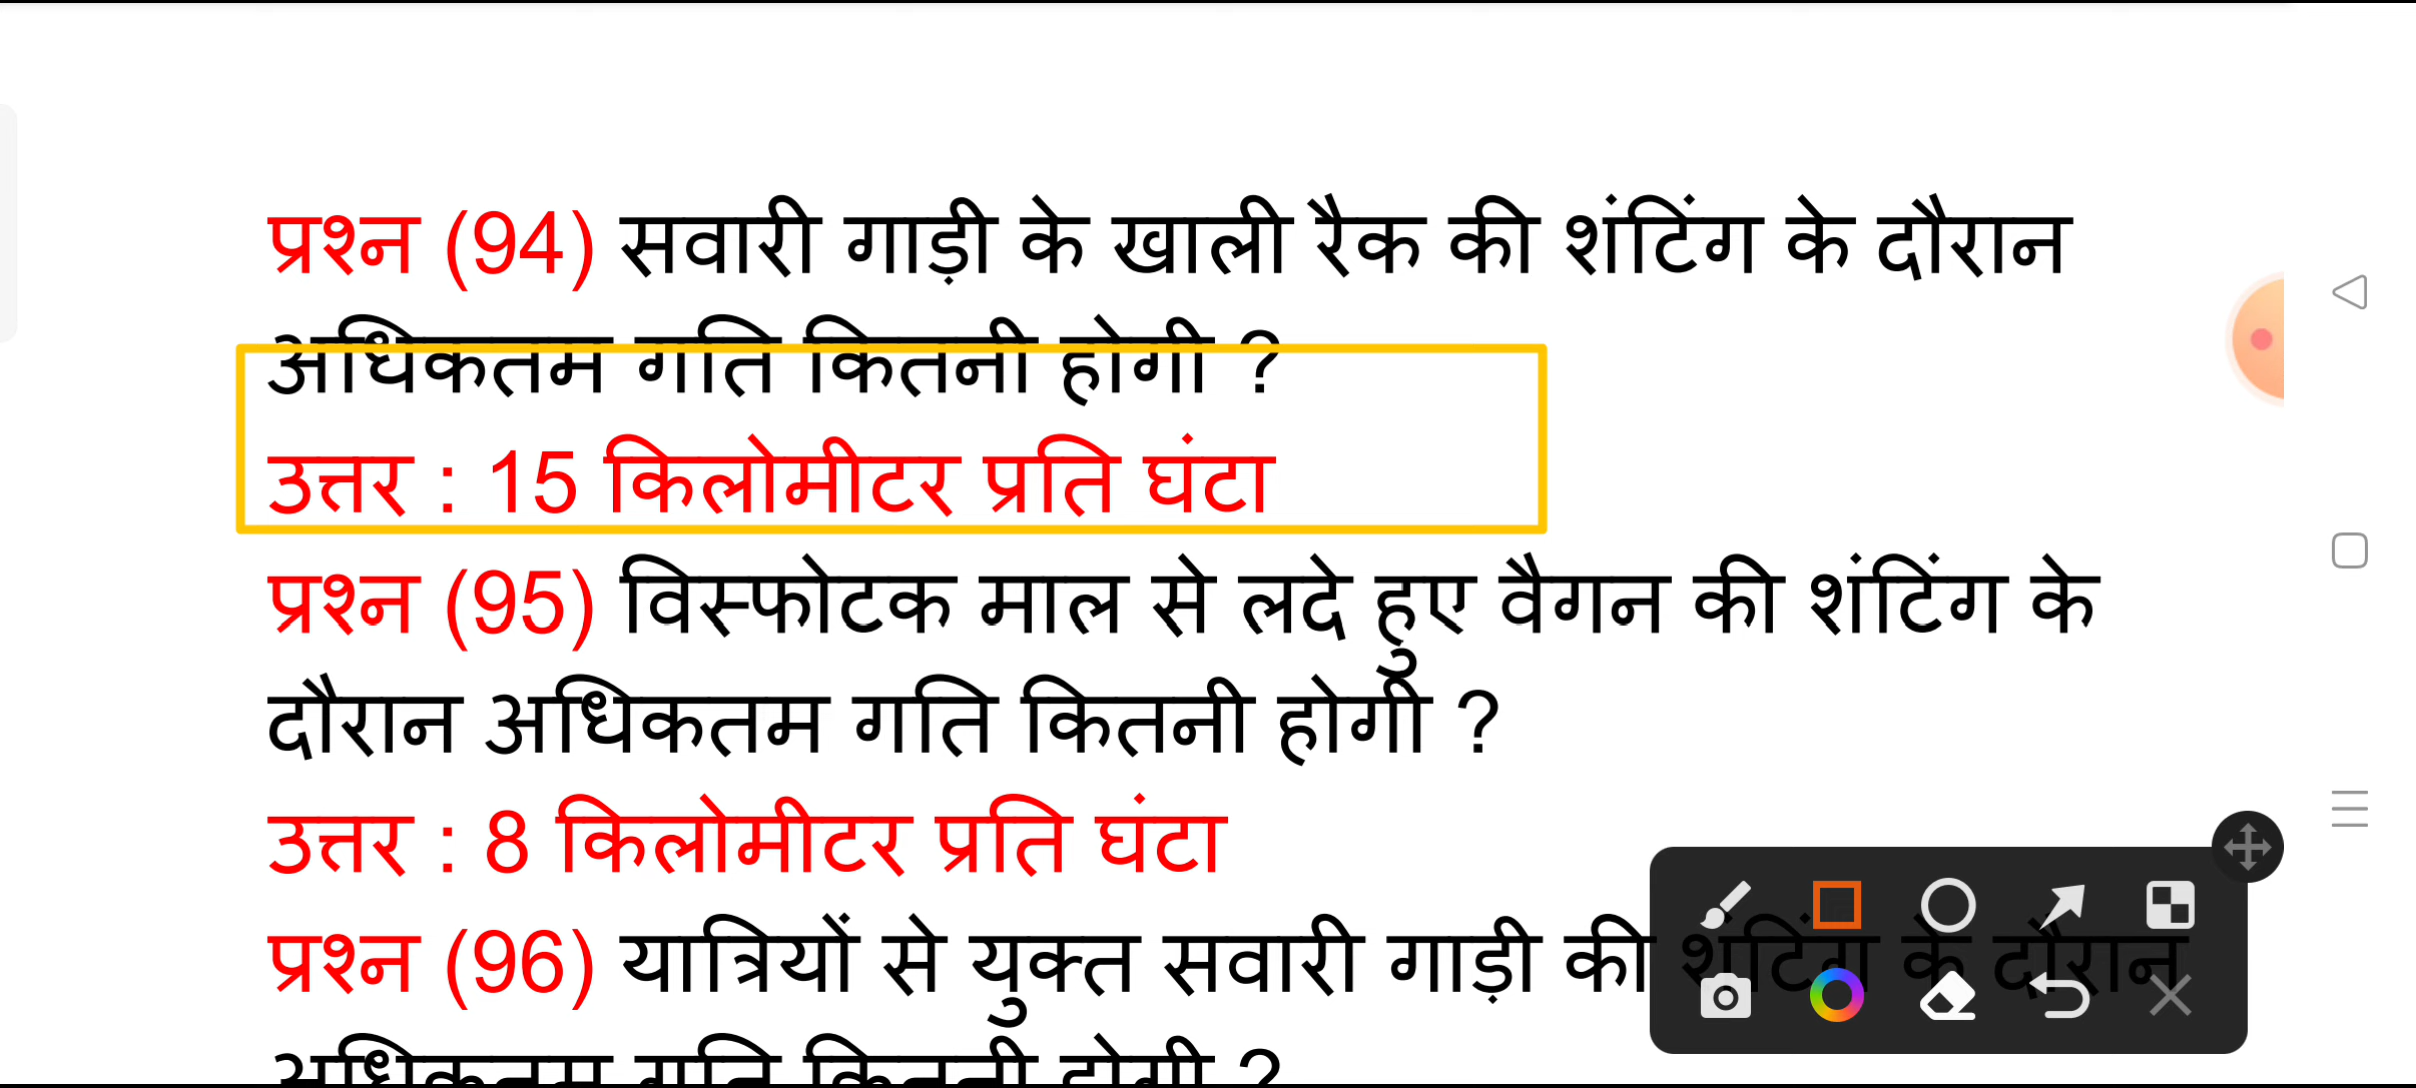 प्रश्न (94) सवारी गाड़ी के खाली रैक की शंटिंग के दौरान
अधिकतम गति कितनी होगी ?
उत्तर : 15 किलोमीटर प्रति घंटा
प्रश्न (95) विस्फोटक माल से लदे हुए वैगन की शंटिंग के
दौरान अधिकतम गति कितनी होगी ?
उत्तर : 8 किलोमीटर प्रति घंटा
प्रश्न (96) यात्रियों से युक्त सवारी गाड़ी की शंटिंग के दौरान
अधिकतम गति कितनी होगी ?